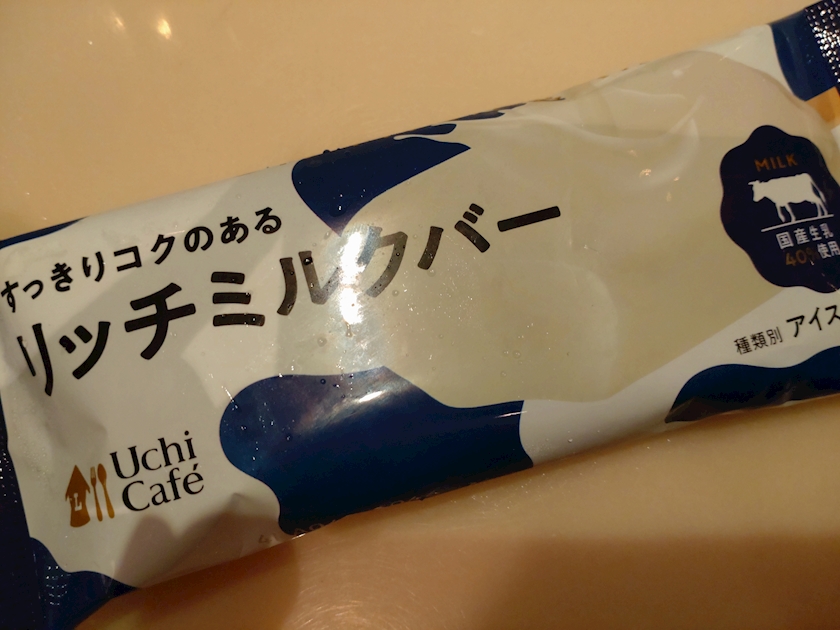 すっきりコクのある
リッチミルクバー
Uchi
Café
MILK
国産生乳
40%使用
種類別 アイス